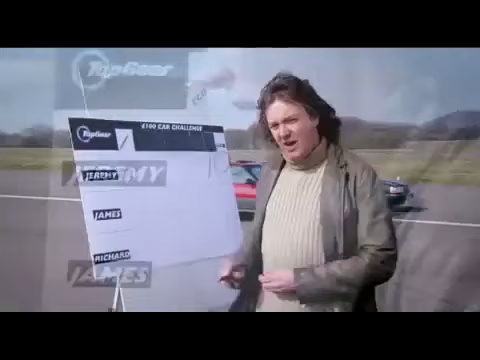 TopGear
TopGear
£100 CAR CHALLENGE
JEREMY
JEREMY
JAMES
RICHARD
JAMES